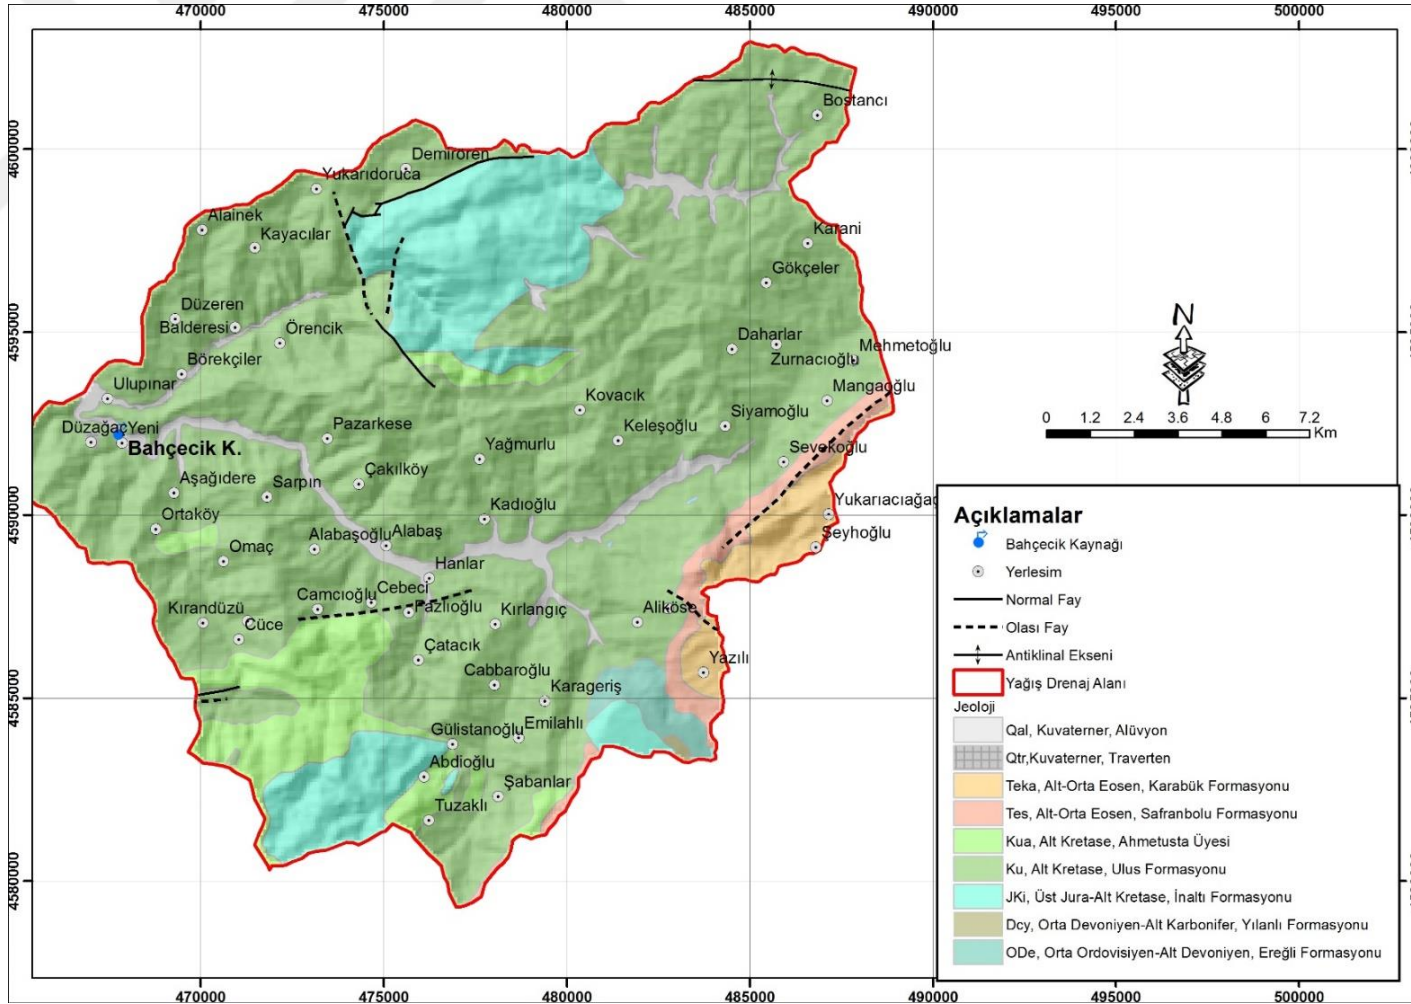 470000 475000 480000 485000 490000 495000 500000
4600000
4595000
4590000
4585000
4580000
Bostancı
Demirören
Yukarıdoruca
Alainek
Kayacılar
Karani
Gökçeler
Düzeren
Balderesi
Örencik
Daharlar
Mehmetoğlu
Zurnacıoğlu
Börekçiler
Ulupınar
Mangaoğlu
Kovacık
Siyamoğlu
Keleşoğlu
Düzağaç
Yeni
Bahçecik K.
Pazarkese
Yağmurlu
Sevekoğlu
Çakılköy
Aşağıdere
Sarpın
Kadıoğlu
Yukarıacıağaç
Ortaköy
Omaç
Alabaşoğlu
Alabaş
Şeyhoğlu
Hanlar
Camcıoğlu
Cebeci
Fazlıoğlu
Kırlangıç
Aliköse
Kırandüzü
Cüce
Çatacık
Yazılı
Cabbaroğlu
Karageriş
Gülistanoğlu
Emilahlı
Abdioğlu
Şabanlar
Tuzaklı
N
0 1.2 2.4 3.6 4.8 6 7.2
Km
Açıklamalar
Bahçecik Kaynağı
Yerlesim
Normal Fay
Olası Fay
Antiklinal Ekseni
Yağış Drenaj Alanı
Jeoloji
Qal, Kuvaterner, Alüvyon
Qtr,Kuvaterner, Traverten
Teka, Alt-Orta Eosen, Karabük Formasyonu
Tes, Alt-Orta Eosen, Safranbolu Formasyonu
Kua, Alt Kretase, Ahmetusta Üyesi
Ku, Alt Kretase, Ulus Formasyonu
JKi, Üst Jura-Alt Kretase, İnaltı Formasyonu
Dcy, Orta Devoniyen-Alt Karbonifer, Yılanlı Formasyonu
ODe, Orta Ordovisiyen-Alt Devoniyen, Ereğli Formasyonu
470000 475000 480000 485000 490000 495000 500000